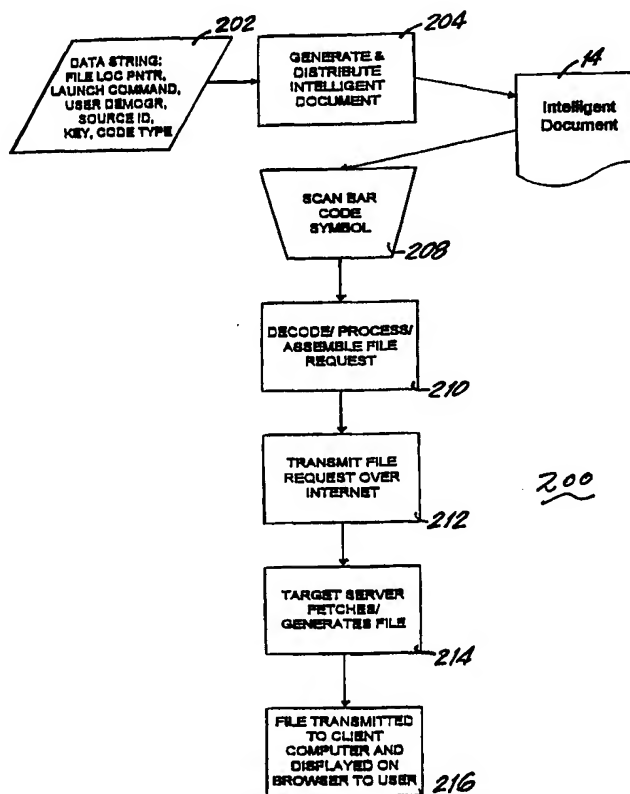 202
DATA STRING:
FILE LOC PNTR,
LAUNCH COMMAND,
USER DEMOGR,
SOURCE ID,
KEY, CODE TYPE
204
GENERATE &
DISTRIBUTE
INTELLIGENT
DOCUMENT
14
Intelligent
Document
SCAN BAR
CODE
SYMBOL
208
DECODE/ PROCESS/
ASSEMBLE FILE
REQUEST
210
TRANSMIT FILE
REQUEST OVER
INTERNET
212
200
TARGET SERVER
FETCHES/
GENERATES FILE
214
FILE TRANSMITTED
TO CLIENT
COMPUTER AND
DISPLAYED ON
BROWSER TO USER
216